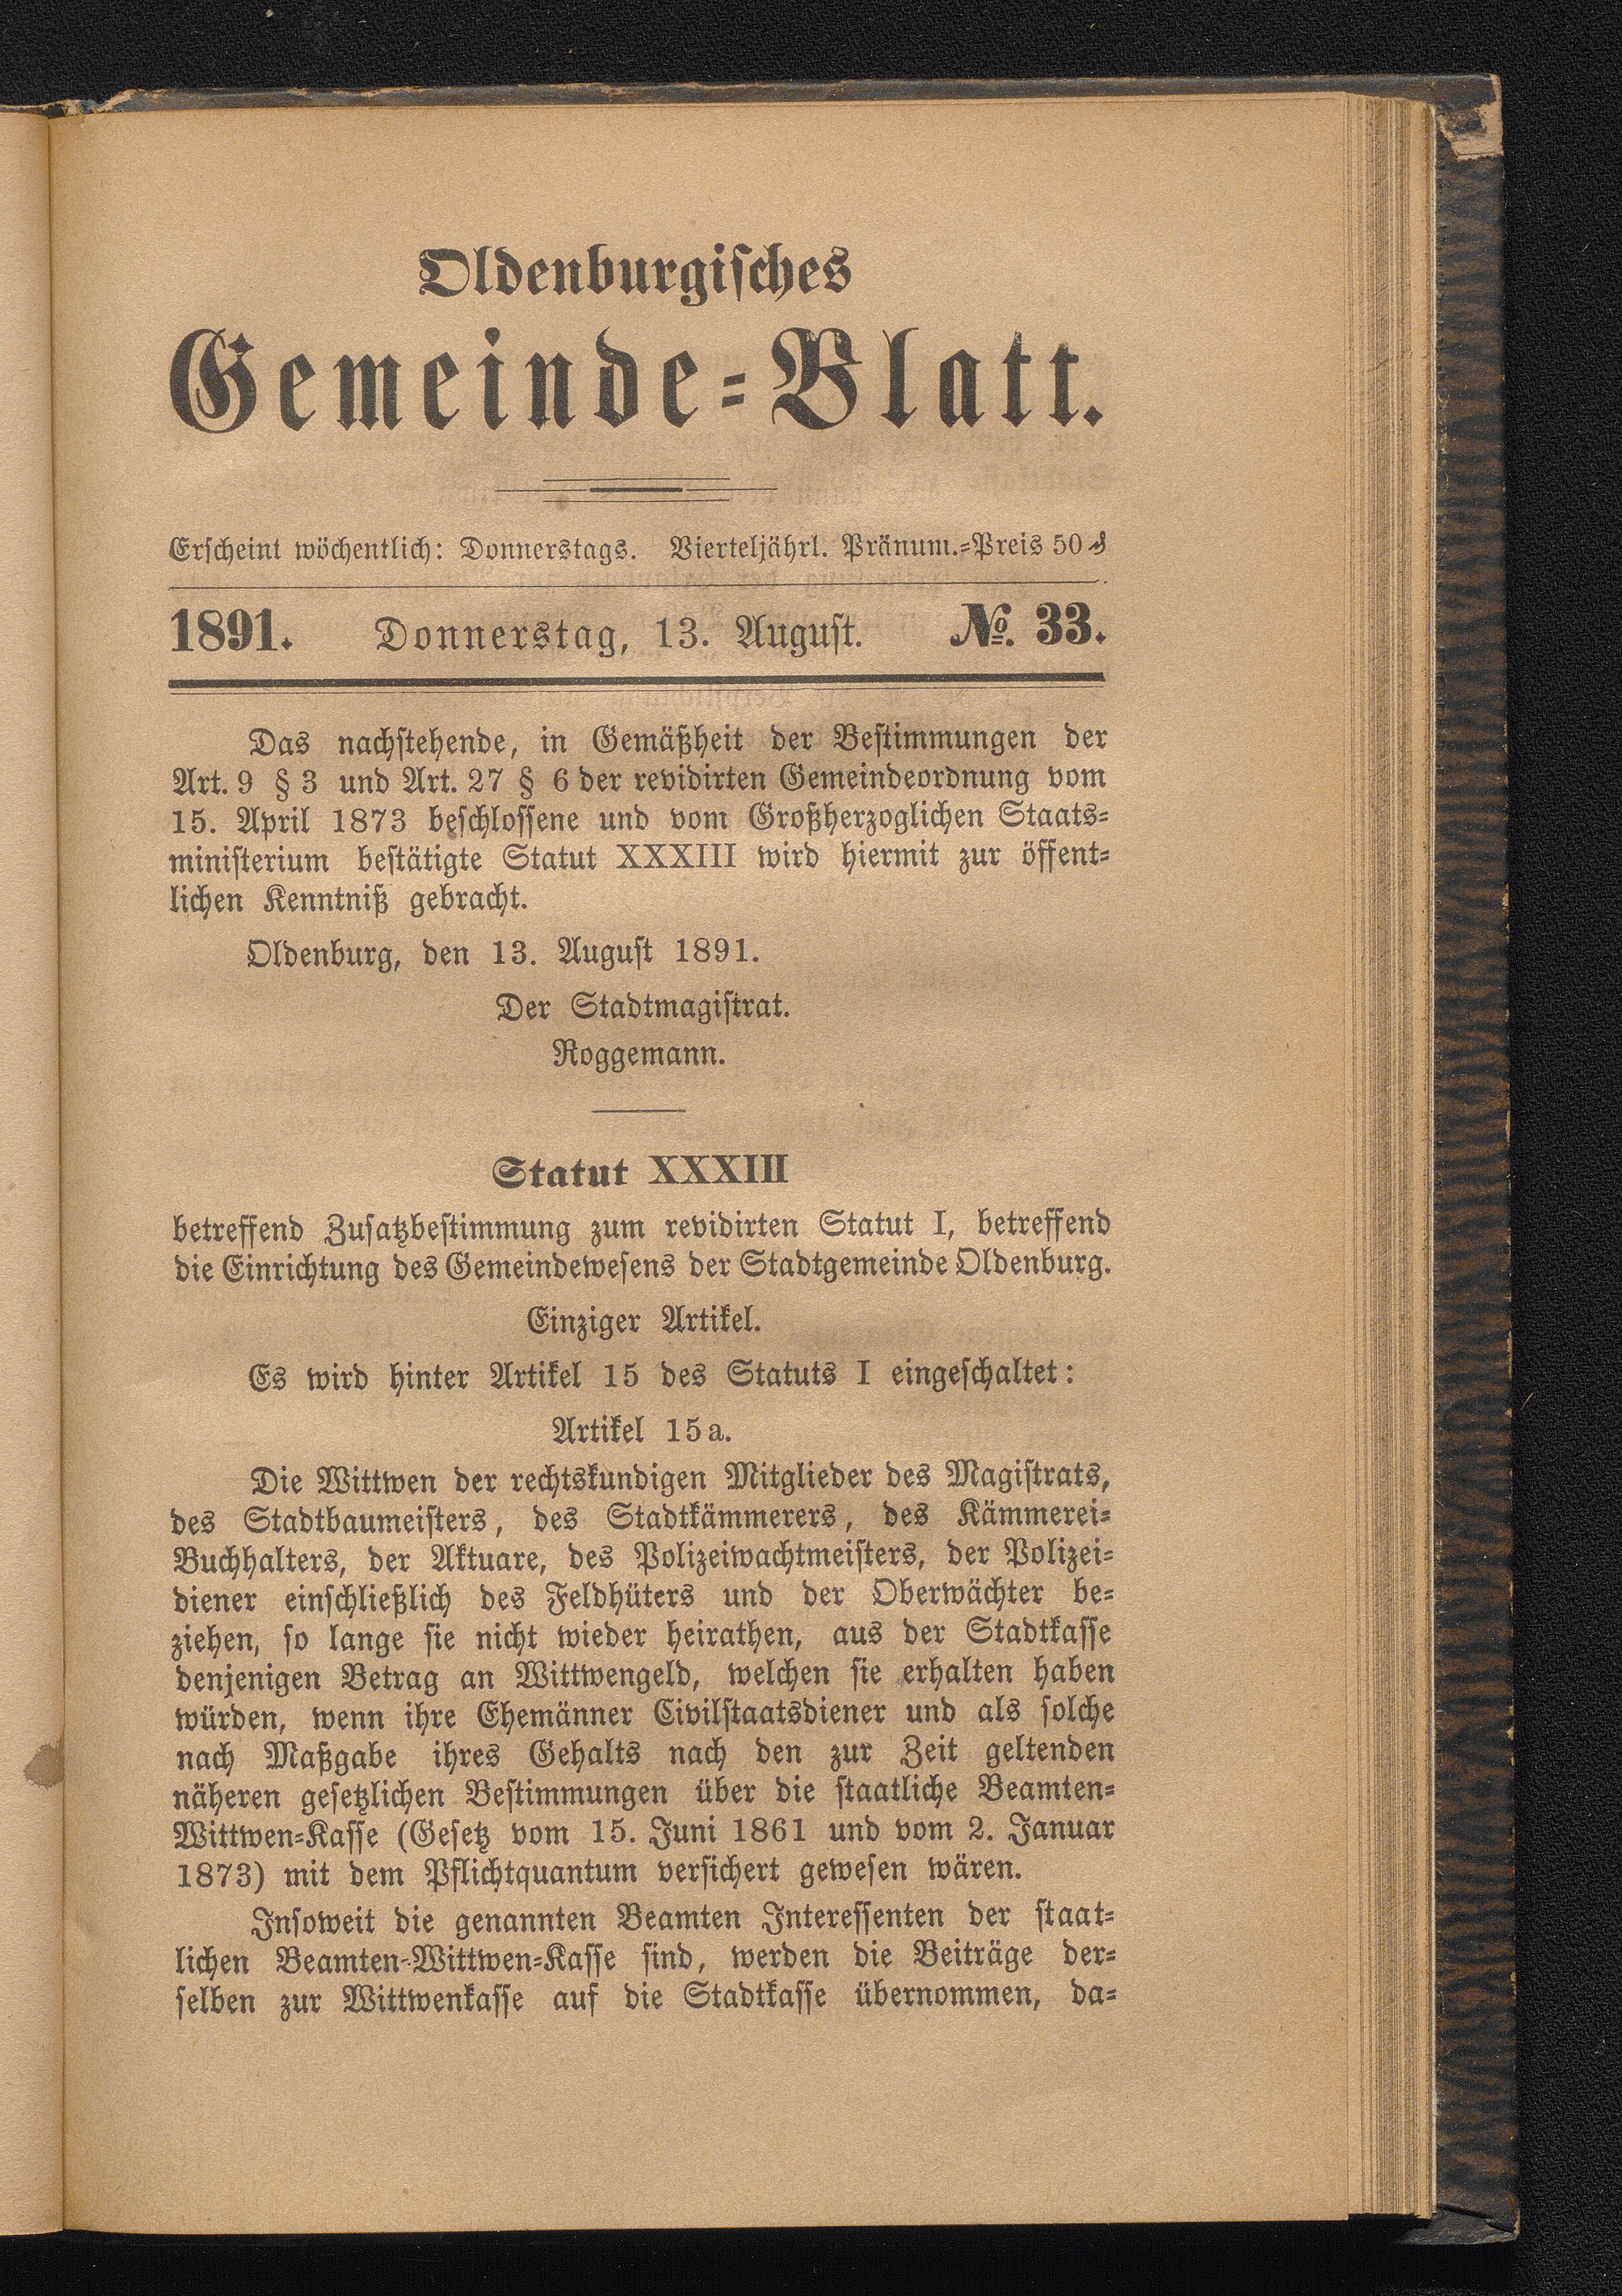 Oldenburgisches
Gemeinde-Blatt.
Erscheint wöchentlich: Donnerstags. Vierteljährl. Pränum.-Preis 50 ₰
1891. Donnerstag, 13. August. №. 33.
Das nachstehende, in Gemäßheit der Bestimmungen der
Art. 9 § 3 und Art. 27 § 6 der revidirten Gemeindeordnung vom
15. April 1873 beschlossene und vom Großherzoglichen Staats-
ministerium bestätigte Statut XXXIII wird hiermit zur öffent-
lichen Kenntniß gebracht.
Oldenburg, den 13. August 1891.
Der Stadtmagistrat.
Roggemann.
Statut XXXIII
betreffend Zusatzbestimmung zum revidirten Statut I, betreffend
die Einrichtung des Gemeindewesens der Stadtgemeinde Oldenburg.
Einziger Artikel.
Es wird hinter Artikel 15 des Statuts I eingeschaltet:
Artikel 15a.
Die Wittwen der rechtskundigen Mitglieder des Magistrats,
des Stadtbaumeisters, des Stadtkämmerers, des Kämmerei-
Buchhalters, der Aktuare, des Polizeiwachtmeisters, der Polizei-
diener einschließlich des Feldhüters und der Oberwächter be-
ziehen, so lange sie nicht wieder heirathen, aus der Stadtkasse
denjenigen Betrag an Wittwengeld, welchen sie erhalten haben
würden, wenn ihre Ehemänner Civilstaatsdiener und als solche
nach Maßgabe ihres Gehalts nach den zur Zeit geltenden
näheren gesetzlichen Bestimmungen über die staatliche Beamten-
Wittwen-Kasse (Gesetz vom 15. Juni 1861 und vom 2. Januar
1873) mit dem Pflichtquantum versichert gewesen wären.
Insoweit die genannten Beamten Interessenten der staat-
lichen Beamten-Wittwen-Kasse sind, werden die Beiträge der-
selben zur Wittwenkasse auf die Stadtkasse übernommen, da-